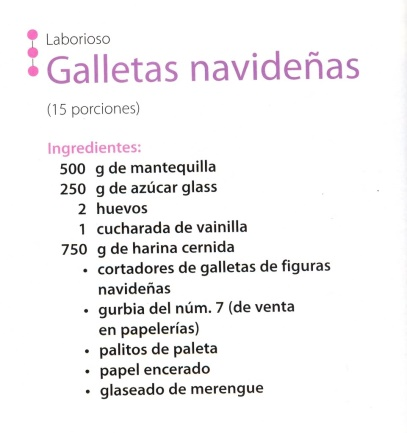 Laborioso
Galletas navideñas
(15 porciones)
Ingredientes:
500 g de mantequilla
250 g de azúcar glass
2 huevos
1 cucharada de vainilla
750 g de harina cernida
• cortadores de galletas de figuras
navideñas
• gurbia del núm. 7 (de venta
en papelerías)
• palitos de paleta
• papel encerado
• glaseado de merengue